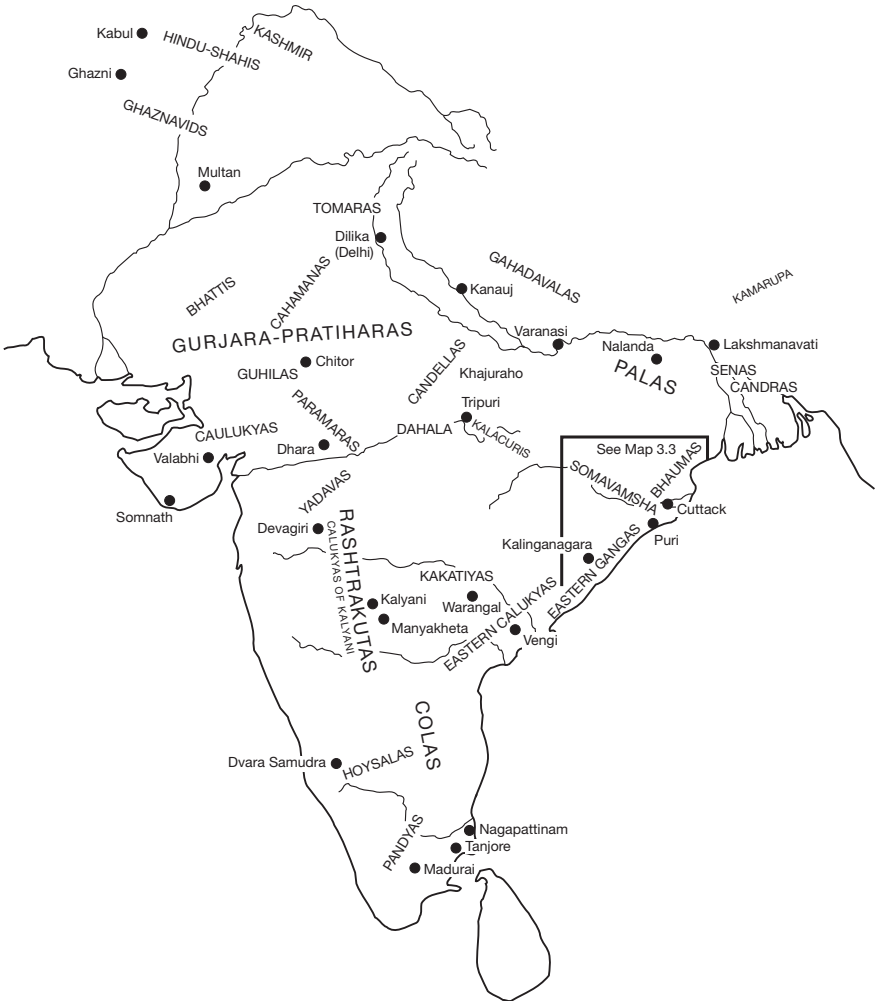 Kabul
HINDU-SHAHIS
KASHMIR
Ghazni
GHAZNAVIDS
Multan
TOMARAS
Dilika
(Delhi)
GAHADAVALAS
Kanauj
KAMARUPA
BHATTIS
CAHAMANAS
GURJARA-PRATIHARAS
Varanasi
Nalanda
Lakshmanavati
Chitor
GUHILAS
CANDELLAS
Khajuraho
PALAS
SENAS
CANDRAS
PARAMARAS
Tripuri
DAHALA
KALACURIS
CAULUKYAS
Valabhi
Dhara
See Map 3.3
SOMAVAMSHA
BHAUMAS
YADAVAS
Somnath
Cuttack
Devagiri
Puri
Kalinganagara
EASTERN GANGAS
RASHTRAKUTAS
CALUKYAS OF KALYANI
KAKATIYAS
Kalyani
Warangal
Manyakheta
EASTERN CALUKYAS
Vengi
COLAS
Dvara Samudra
HOYSALAS
PANDYAS
Nagapattinam
Tanjore
Madurai